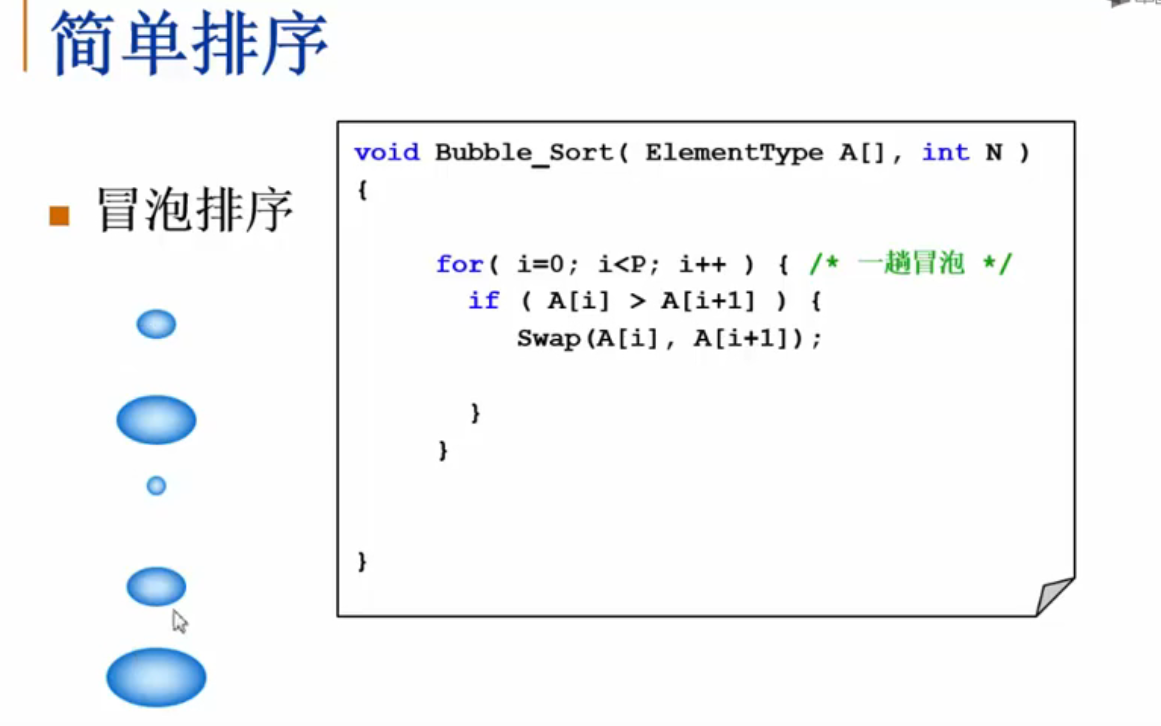 简单排序
冒泡排序
void Bubble_Sort( ElementType A[], int N )
{
for( i=0; i<P; i++ ) { /* 一趟冒泡 */
if ( A[i] > A[i+1] ) {
Swap(A[i], A[i+1]);
}
}
}